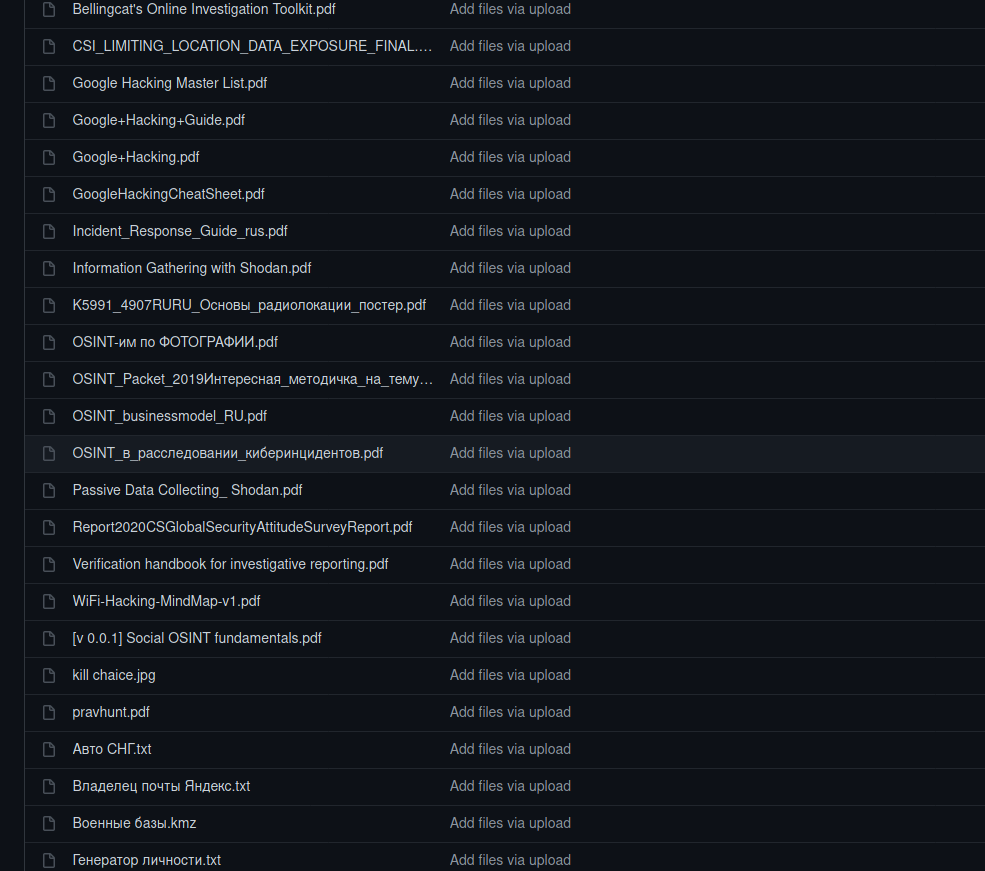 Bellingcat's Online Investigation Toolkit.pdf Add files via upload
CSI_LIMITING_LOCATION_DATA_EXPOSURE_FINAL.... Add files via upload
Google Hacking Master List.pdf Add files via upload
Google+Hacking+Guide.pdf Add files via upload
Google+Hacking.pdf Add files via upload
GoogleHackingCheatSheet.pdf Add files via upload
Incident_Response_Guide_rus.pdf Add files via upload
Information Gathering with Shodan.pdf Add files via upload
K5991_4907RURU_Основы_радиолокации_постер.pdf Add files via upload
OSINT-им по ФОТОГРАФИИ.pdf Add files via upload
OSINT_Packet_2019Интересная_методичка_на_тему... Add files via upload
OSINT_businessmodel_RU.pdf Add files via upload
OSINT_в_расследовании_киберинцидентов.pdf Add files via upload
Passive Data Collecting_ Shodan.pdf Add files via upload
Report2020CSGlobalSecurityAttitudeSurveyReport.pdf Add files via upload
Verification handbook for investigative reporting.pdf Add files via upload
WiFi-Hacking-MindMap-v1.pdf Add files via upload
[v 0.0.1] Social OSINT fundamentals.pdf Add files via upload
kill chaice.jpg Add files via upload
pravhunt.pdf Add files via upload
Авто СНГ.txt Add files via upload
Владелец почты Яндекс.txt Add files via upload
Военные базы.kmz Add files via upload
Генератор личности.txt Add files via upload